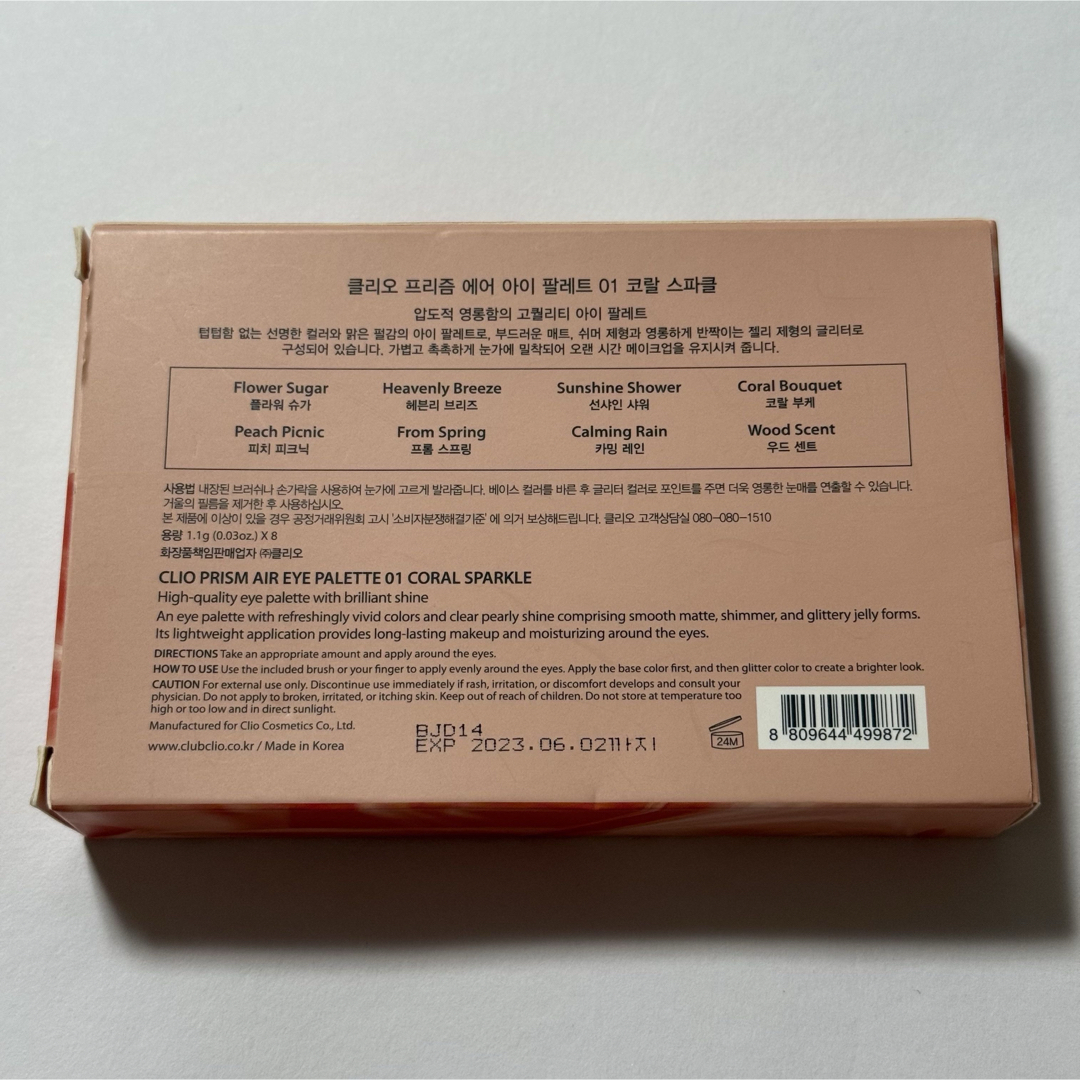 클리오 프리즘 에어 아이 팔레트 01 코랄 스파클
압도적 영롱함의 고퀄리티 아이 팔레트
텁텁함 없는 선명한 컬러와 맑은 펄감의 아이 팔레트로, 부드러운 매트, 쉬머 제형과 영롱하게 반짝이는 젤리 제형의 글리터로
구성되어 있습니다. 가볍고 촉촉하게 눈가에 밀착되어 오랜 시간 메이크업을 유지시켜 줍니다.
Flower Sugar Heavenly Breeze Sunshine Shower Coral Bouquet
플라워 슈가 헤븐리 브리즈 선샤인 샤워 코랄 부케
Peach Picnic From Spring Calming Rain Wood Scent
피치 피크닉 프롬 스프링 카밍 레인 우드 센트
사용법 내장된 브러쉬나 손가락을 사용하여 눈가에 고르게 발라줍니다. 베이스 컬러를 바른 후 글리터 컬러로 포인트를 주면 더욱 영롱한 눈매를 연출할 수 있습니다.
거울의 필름을 제거한 후 사용하십시오.
본 제품에 이상이 있을 경우 공정거래위원회 고시 '소비자분쟁해결기준' 에 의거 보상해드립니다. 클리오 고객상담실 080-080-1510
용량 1.1g (0.03oz.) X 8
화장품책임판매업자 ㈜클리오
CLIO PRISM AIR EYE PALETTE 01 CORAL SPARKLE
High-quality eye palette with brilliant shine
An eye palette with refreshingly vivid colors and clear pearly shine comprising smooth matte, shimmer, and glittery jelly forms.
Its lightweight application provides long-lasting makeup and moisturizing around the eyes.
DIRECTIONS Take an appropriate amount and apply around the eyes.
HOW TO USE Use the included brush or your finger to apply evenly around the eyes. Apply the base color first, and then glitter color to create a brighter look.
CAUTION For external use only. Discontinue use immediately if rash, irritation, or discomfort develops and consult your
physician. Do not apply to broken, irritated, or itching skin. Keep out of reach of children. Do not store at temperature too
high or too low and in direct sunlight.
Manufactured for Clio Cosmetics Co., Ltd.
www.clubclio.co.kr / Made in Korea
BJD14
EXP 2023.06.02까지
24M
8 809644 499872